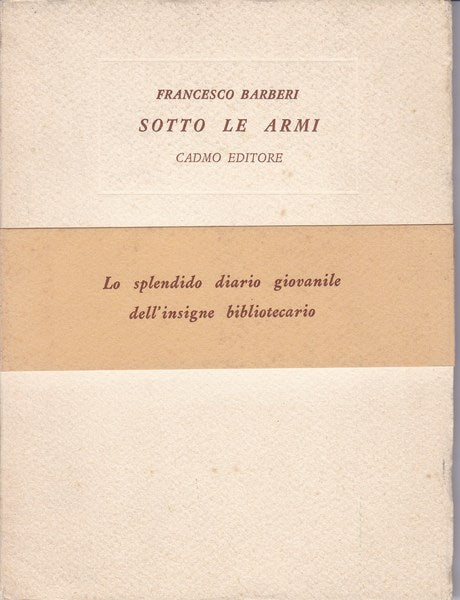 FRANCESCO BARBERI
SOTTO LE ARMI
CADMO EDITORE
Lo splendido diario giovanile
dell'insigne bibliotecario